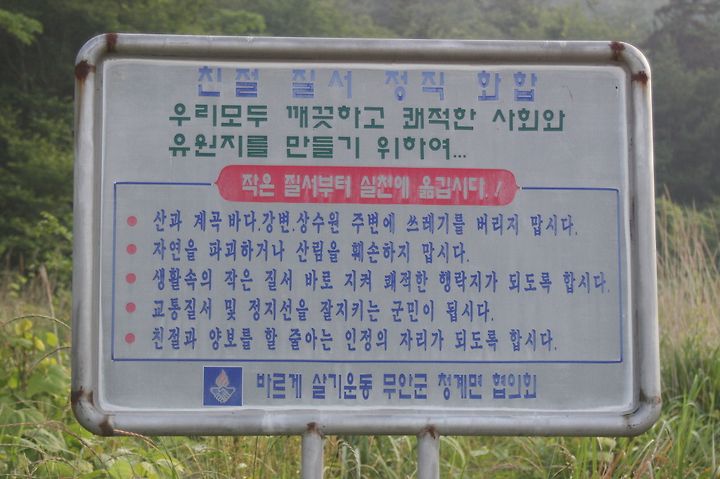 친절 질서 정직 화합
우리모두 깨끗하고 쾌적한 사회와
유원지를 만들기 위하여...
작은 질서부터 실천에 옮깁시다.!
• 산과 계곡 바다.강변.상수원 주변에 쓰레기를 버리지 맙시다.
• 자연을 파괴하거나 산림을 훼손하지 맙시다.
• 생활속의 작은 질서 바로 지켜 쾌적한 행락지가 되도록 합시다.
• 교통질서 및 정지선을 잘지키는 군민이 됩시다.
• 친절과 양보를 할 줄아는 인정의 자리가 되도록 합시다.
바르게 살기운동 무안군 청계면 협의회